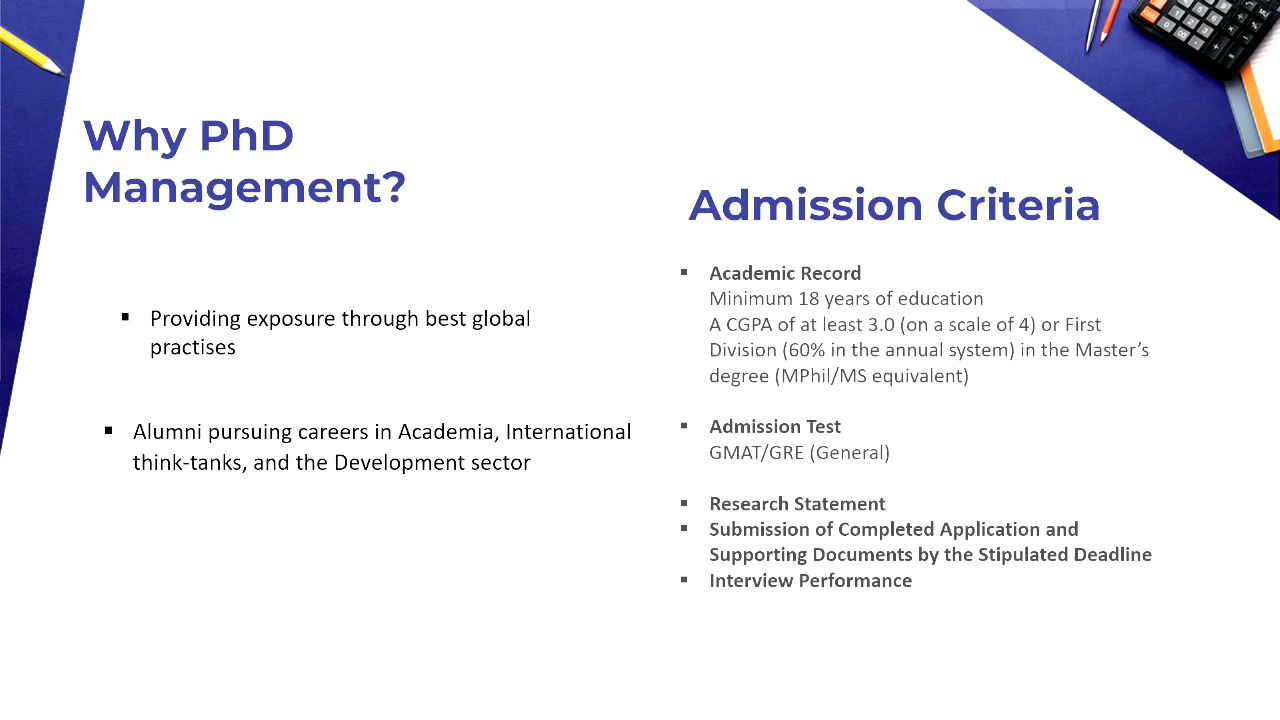 Why PhD
Management?
▪ Providing exposure through best global
practises
▪ Alumni pursuing careers in Academia, International
think-tanks, and the Development sector
Admission Criteria
▪ Academic Record
Minimum 18 years of education
A CGPA of at least 3.0 (on a scale of 4) or First
Division (60% in the annual system) in the Master’s
degree (MPhil/MS equivalent)
▪ Admission Test
GMAT/GRE (General)
▪ Research Statement
▪ Submission of Completed Application and
Supporting Documents by the Stipulated Deadline
▪ Interview Performance